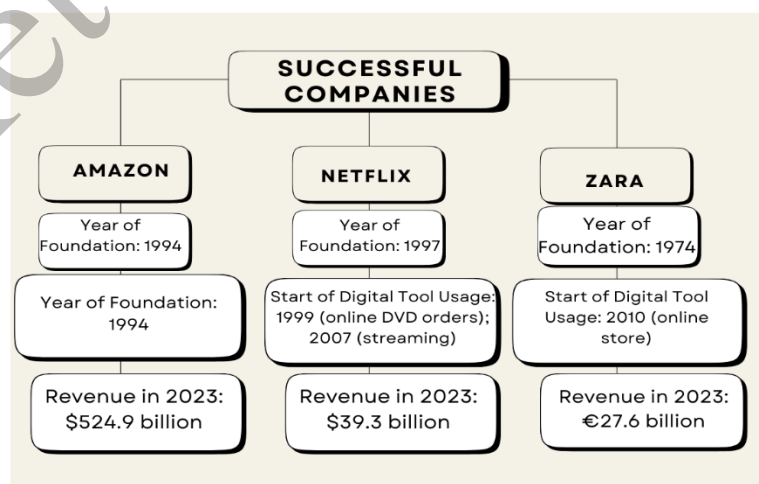 SUCCESSFUL
COMPANIES
AMAZON
Year of
Foundation: 1994
Year of Foundation:
1994
Revenue in 2023:
$524.9 billion
NETFLIX
Year of
Foundation: 1997
Start of Digital Tool Usage:
1999 (online DVD orders);
2007 (streaming)
Revenue in 2023:
$39.3 billion
ZARA
Year of
Foundation: 1974
Start of Digital Tool
Usage: 2010 (online
store)
Revenue in 2023:
€27.6 billion